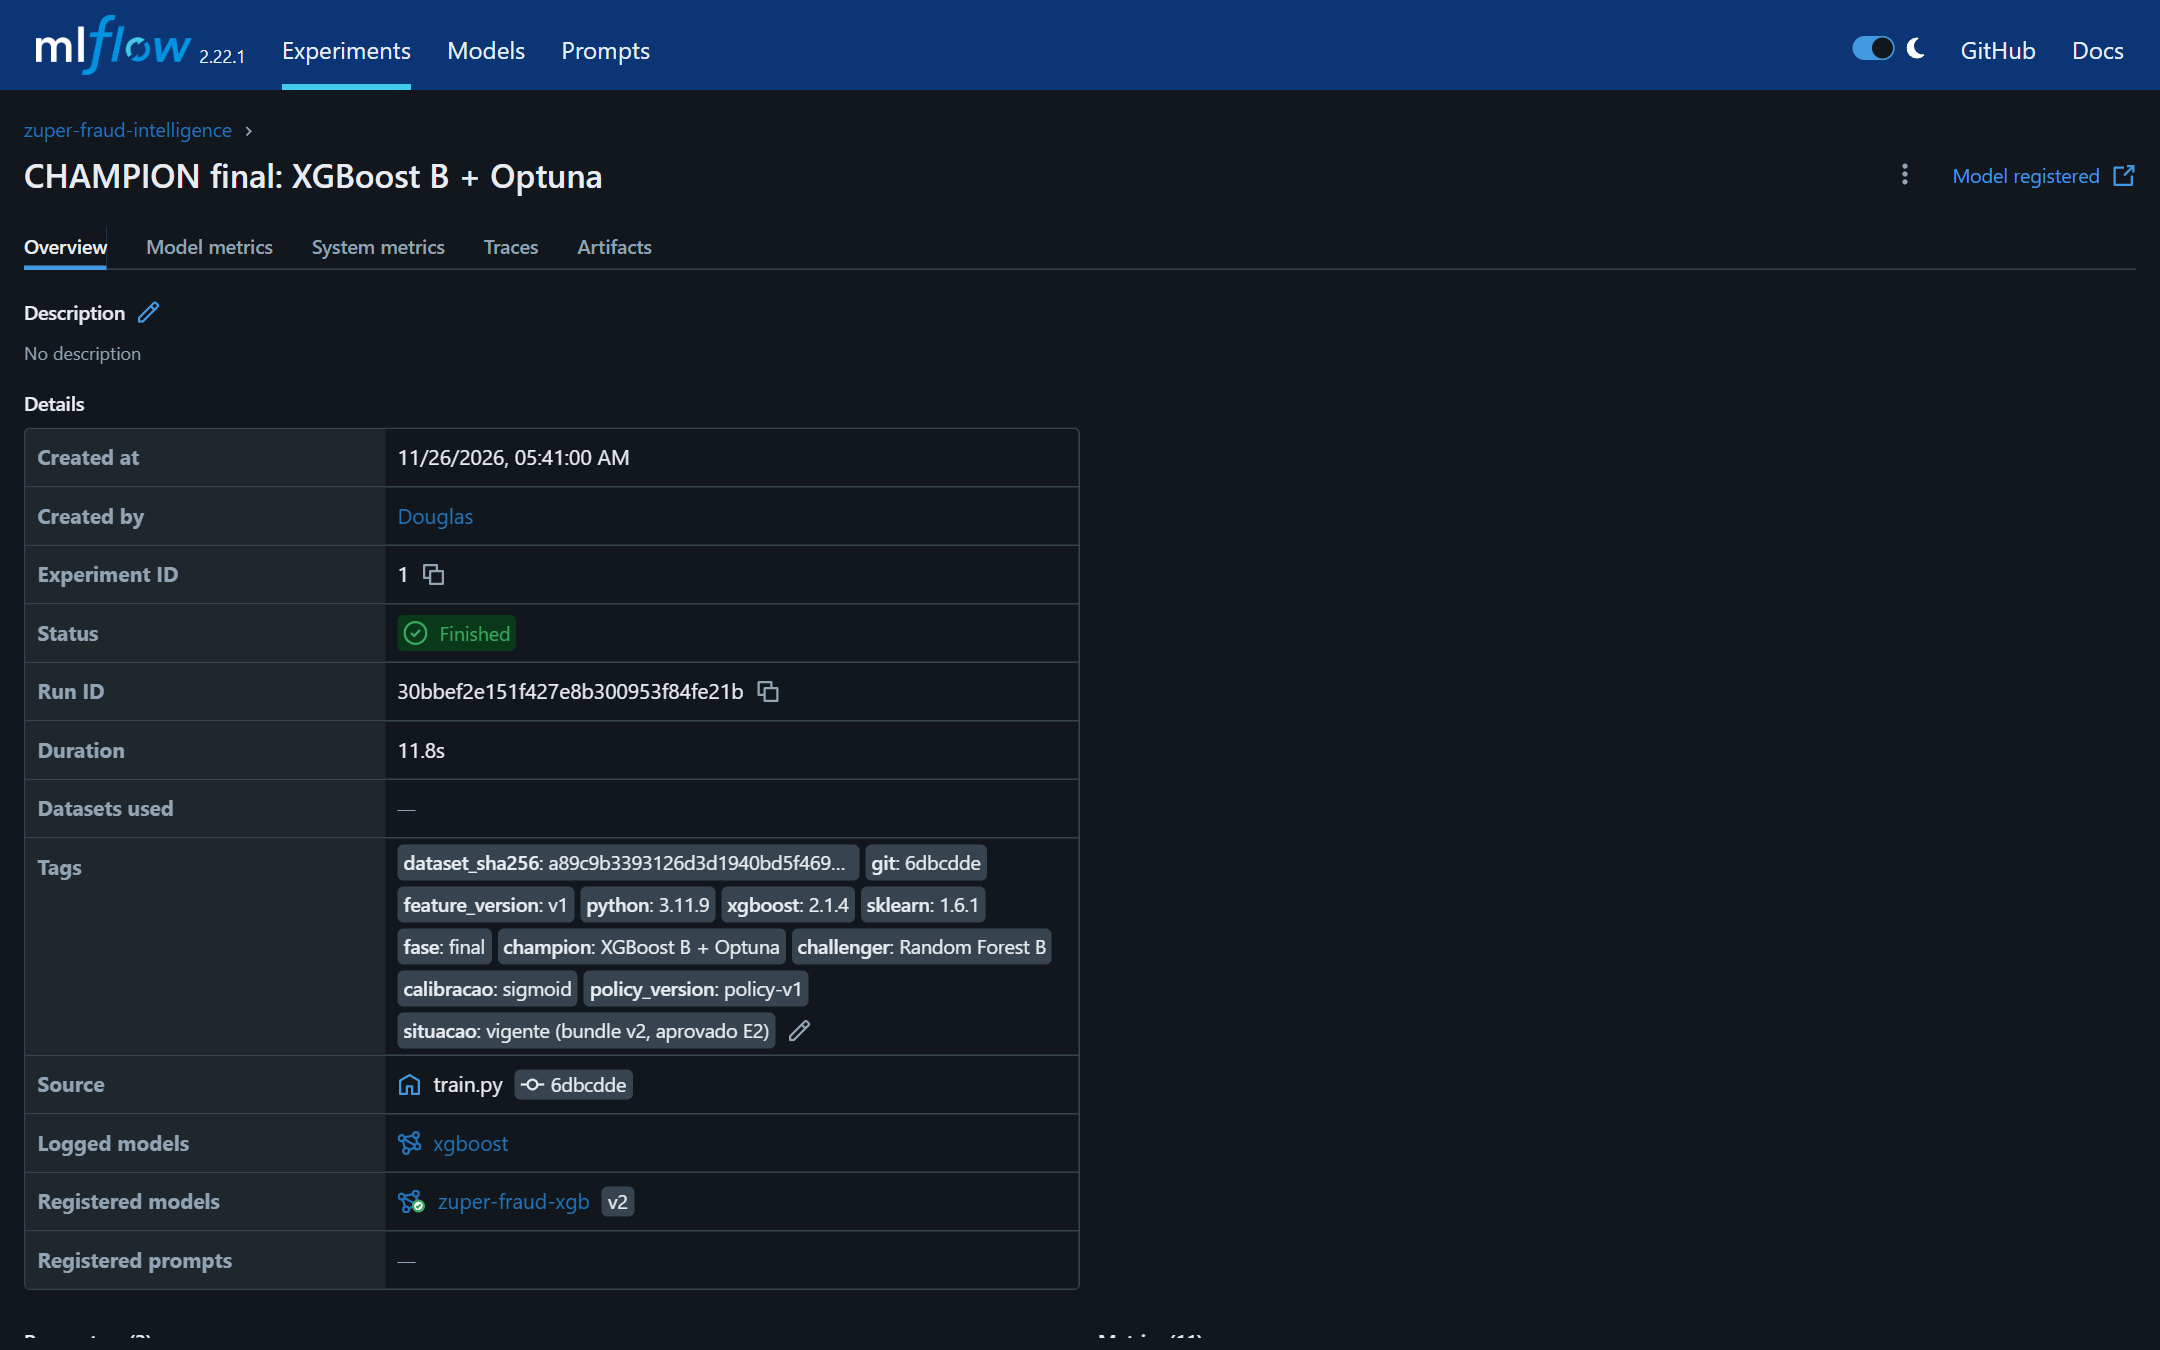 mlflow 2.22.1 Experiments Models Prompts GitHub Docs
zuper-fraud-intelligence
CHAMPION final: XGBoost B + Optuna
Model registered
Overview Model metrics System metrics Traces Artifacts
Description
No description
Details
Created at 11/26/2026, 05:41:00 AM
Created by Douglas
Experiment ID 1
Status Finished
Run ID 30bbef2e151f427e8b300953f84fe21b
Duration 11.8s
Datasets used —
Tags dataset_sha256: a89c9b3393126d3d1940bd5f469... git: 6dbcdde
feature_version: v1 python: 3.11.9 xgboost: 2.1.4 sklearn: 1.6.1
fase: final champion: XGBoost B + Optuna challenger: Random Forest B
calibracao: sigmoid policy_version: policy-v1
situacao: vigente (bundle v2, aprovado E2)
Source train.py 6dbcdde
Logged models xgboost
Registered models zuper-fraud-xgb v2
Registered prompts —